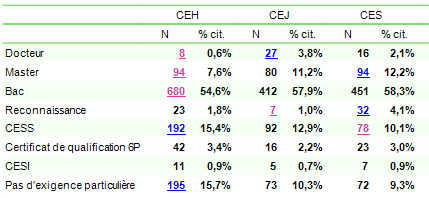 CEH CEJ CES
N % cit. N % cit. N % cit.
Docteur 8 0,6% 27 3,8% 16 2,1%
Master 94 7,6% 80 11,2% 94 12,2%
Bac 680 54,6% 412 57,9% 451 58,3%
Reconnaissance 23 1,8% 7 1,0% 32 4,1%
CESS 192 15,4% 92 12,9% 78 10,1%
Certificat de qualification 6P 42 3,4% 16 2,2% 23 3,0%
CESI 11 0,9% 5 0,7% 7 0,9%
Pas d'exigence particulière 195 15,7% 73 10,3% 72 9,3%